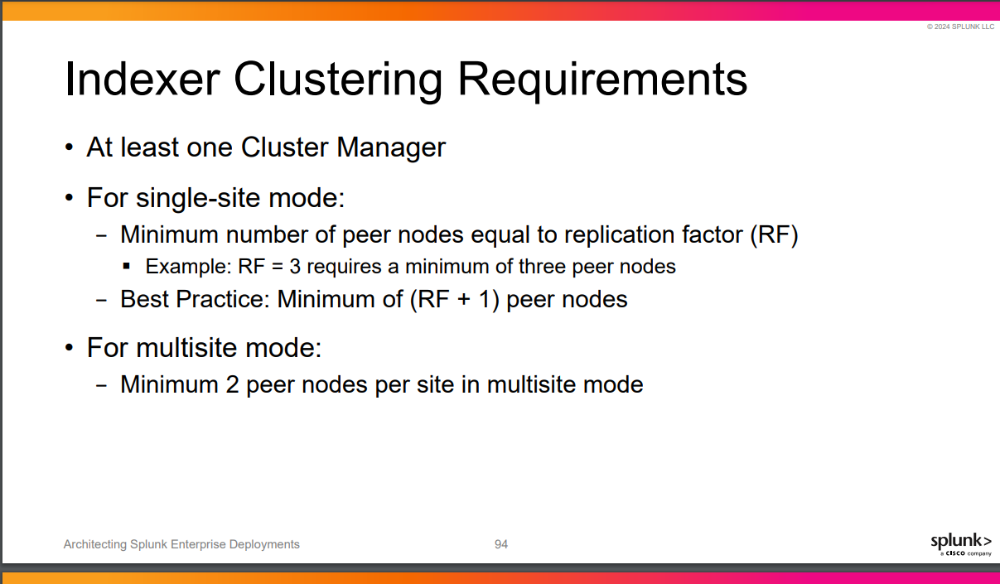 © 2024 SPLUNK LLC
Indexer Clustering Requirements
• At least one Cluster Manager
• For single-site mode:
– Minimum number of peer nodes equal to replication factor (RF)
▪ Example: RF = 3 requires a minimum of three peer nodes
– Best Practice: Minimum of (RF + 1) peer nodes
• For multisite mode:
– Minimum 2 peer nodes per site in multisite mode
Architecting Splunk Enterprise Deployments
94
splunk>
a cisco company